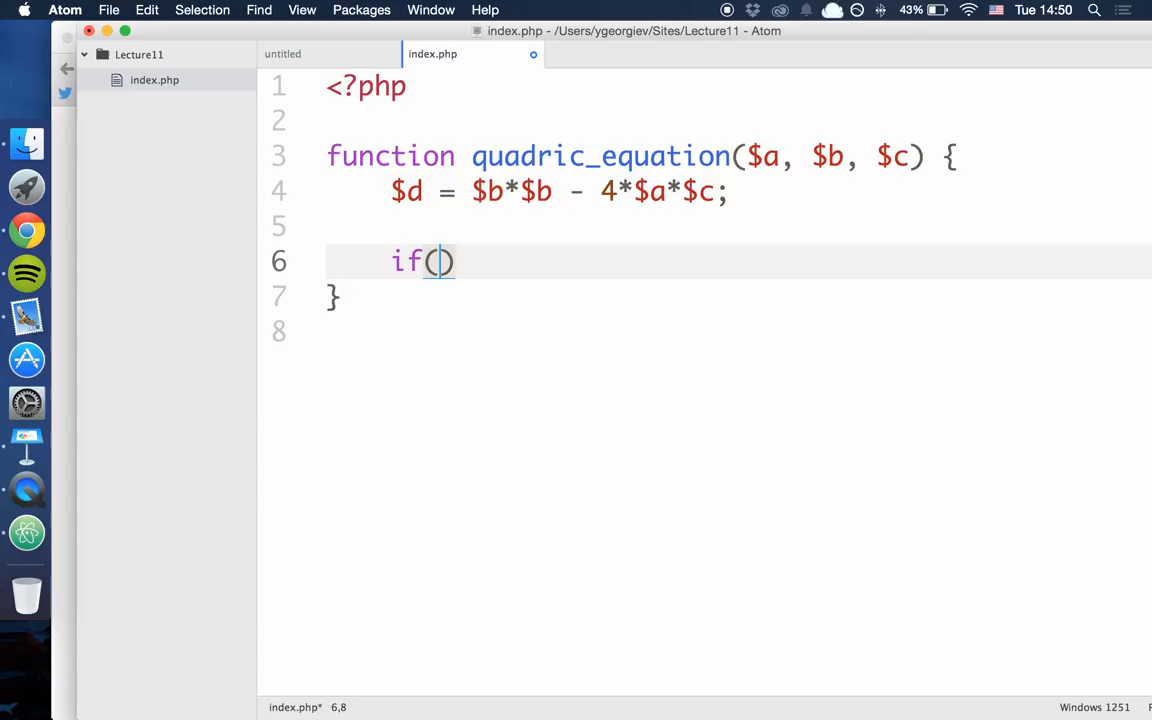 Atom File Edit Selection Find View Packages Window Help 43% Tue 14:50
index.php - /Users/ygeorgiev/Sites/Lecture11 - Atom
Lecture11
index.php
untitled
index.php
1 <?php
2
3 function quadric_equation($a, $b, $c) {
4 $d = $b*$b - 4*$a*$c;
5
6 if()
7 }
8
index.php* 6,8
Windows 1251